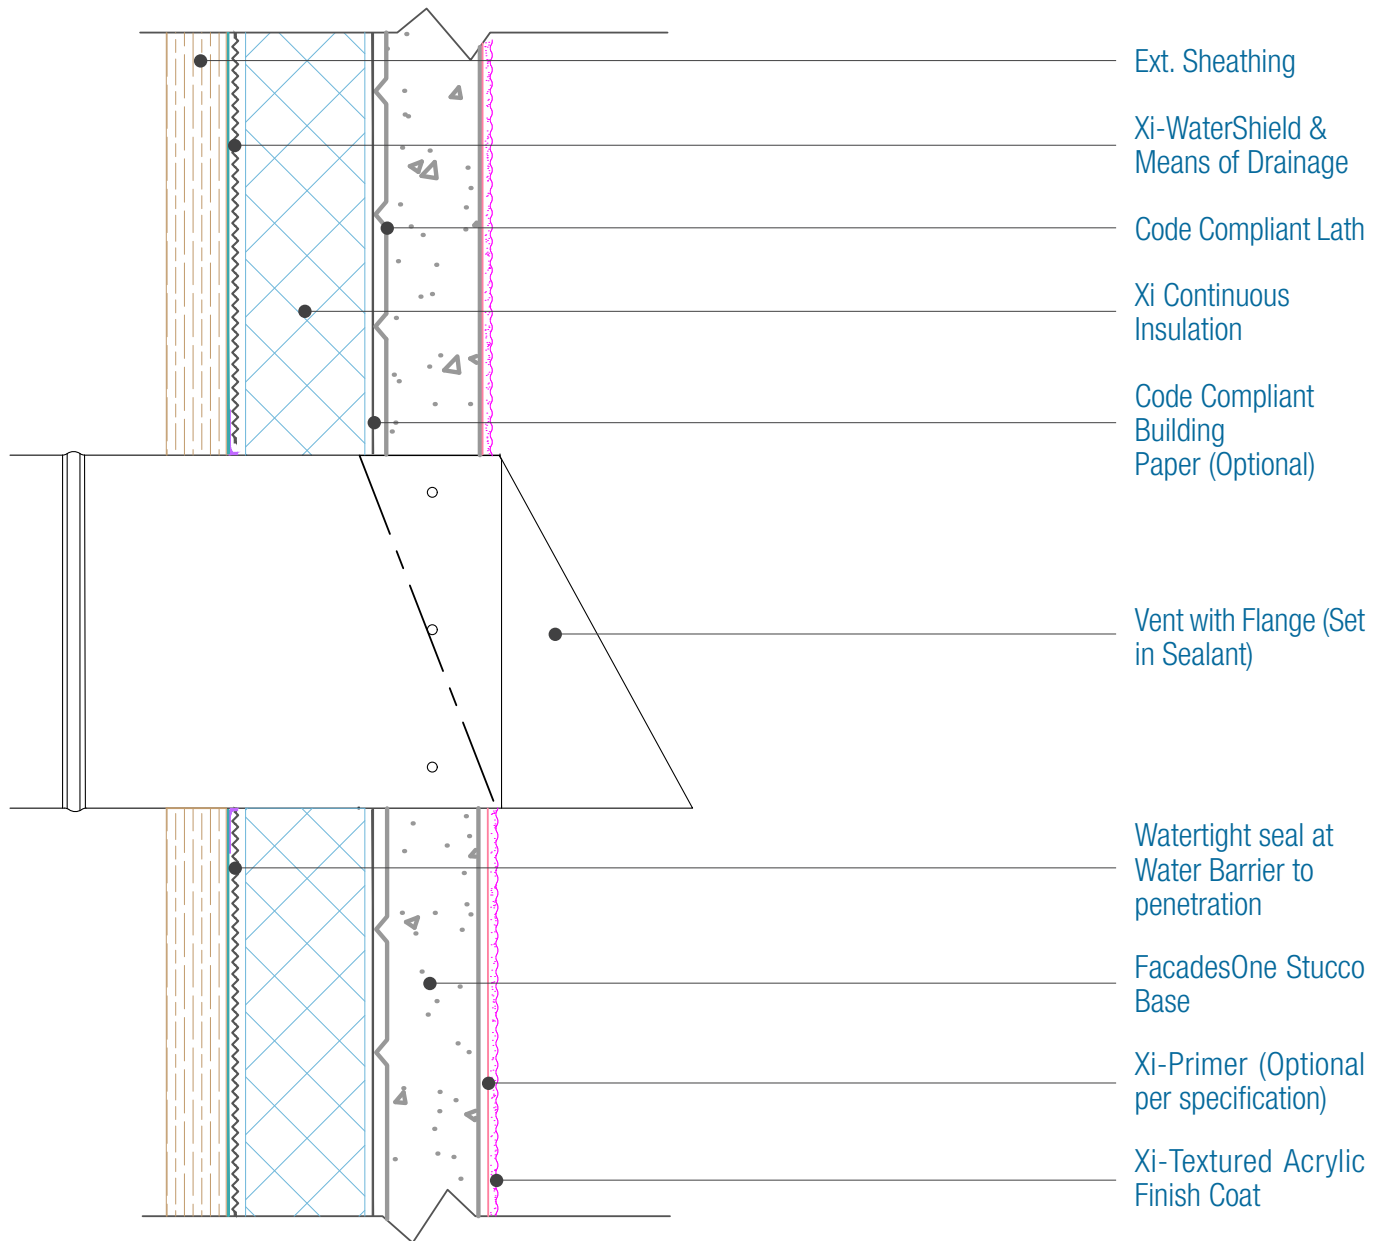 Ext. Sheathing
Xi-WaterShield &
Means of Drainage
Code Compliant Lath
Xi Continuous
Insulation
Code Compliant
Building
Paper (Optional)
Vent with Flange (Set
in Sealant)
Watertight seal at
Water Barrier to
penetration
FacadesOne Stucco
Base
Xi-Primer (Optional
per specification)
Xi-Textured Acrylic
Finish Coat